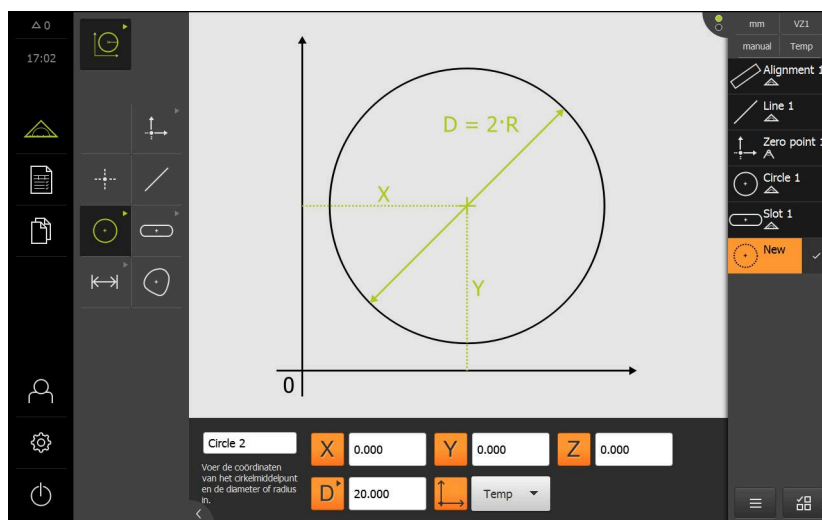 △ 0
17:02
D = 2·R
X
Y
0
mm VZ1
manual Temp
Alignment 1
Line 1
Zero point 1
Circle 1
Slot 1
New
Circle 2
Voer de coördinaten
van het cirkelmiddelpunt
en de diameter of radius
in.
X 0.000 Y 0.000 Z 0.000
D 20.000 Temp